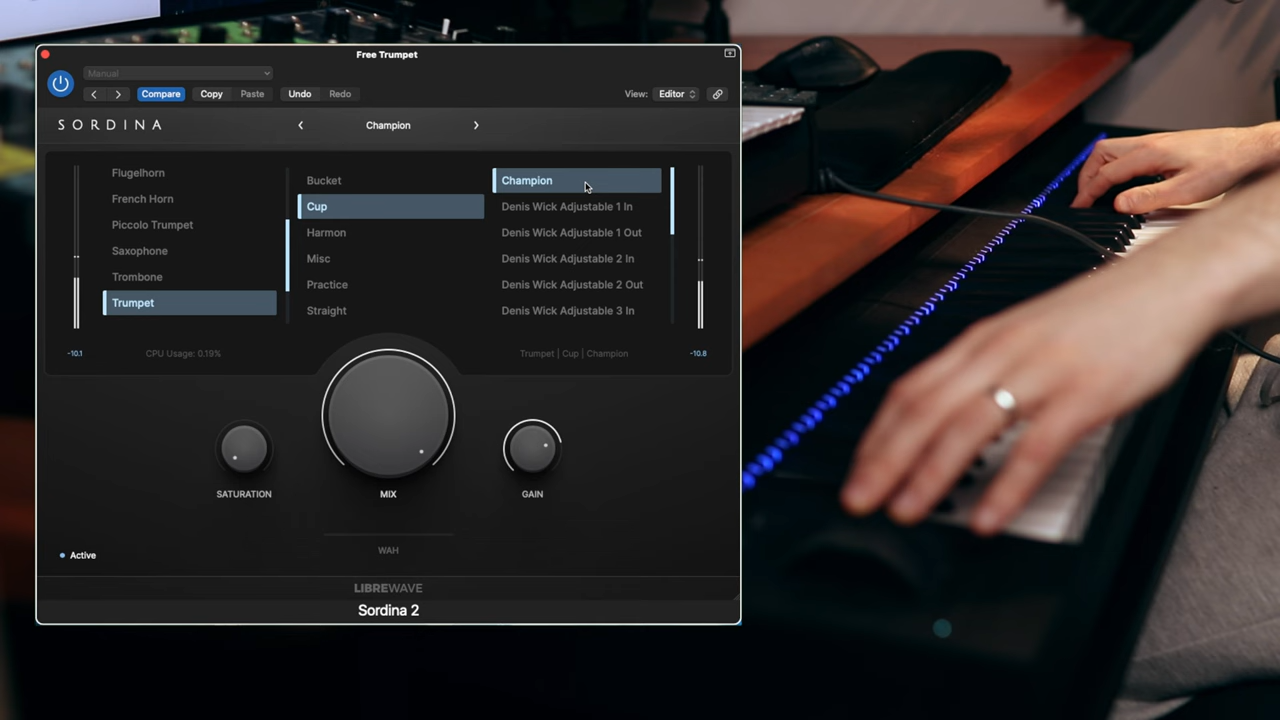 Free Trumpet
Manual
Compare Copy Paste Undo Redo View: Editor
SORDINA Champion
Flugelhorn
French Horn
Piccolo Trumpet
Saxophone
Trombone
Trumpet
Bucket
Cup
Harmon
Misc
Practice
Straight
Champion
Denis Wick Adjustable 1 In
Denis Wick Adjustable 1 Out
Denis Wick Adjustable 2 In
Denis Wick Adjustable 2 Out
Denis Wick Adjustable 3 In
-10.1 CPU Usage: 0.19% Trumpet | Cup | Champion -10.8
SATURATION MIX GAIN
WAH
Active
LIBREWAVE
Sordina 2